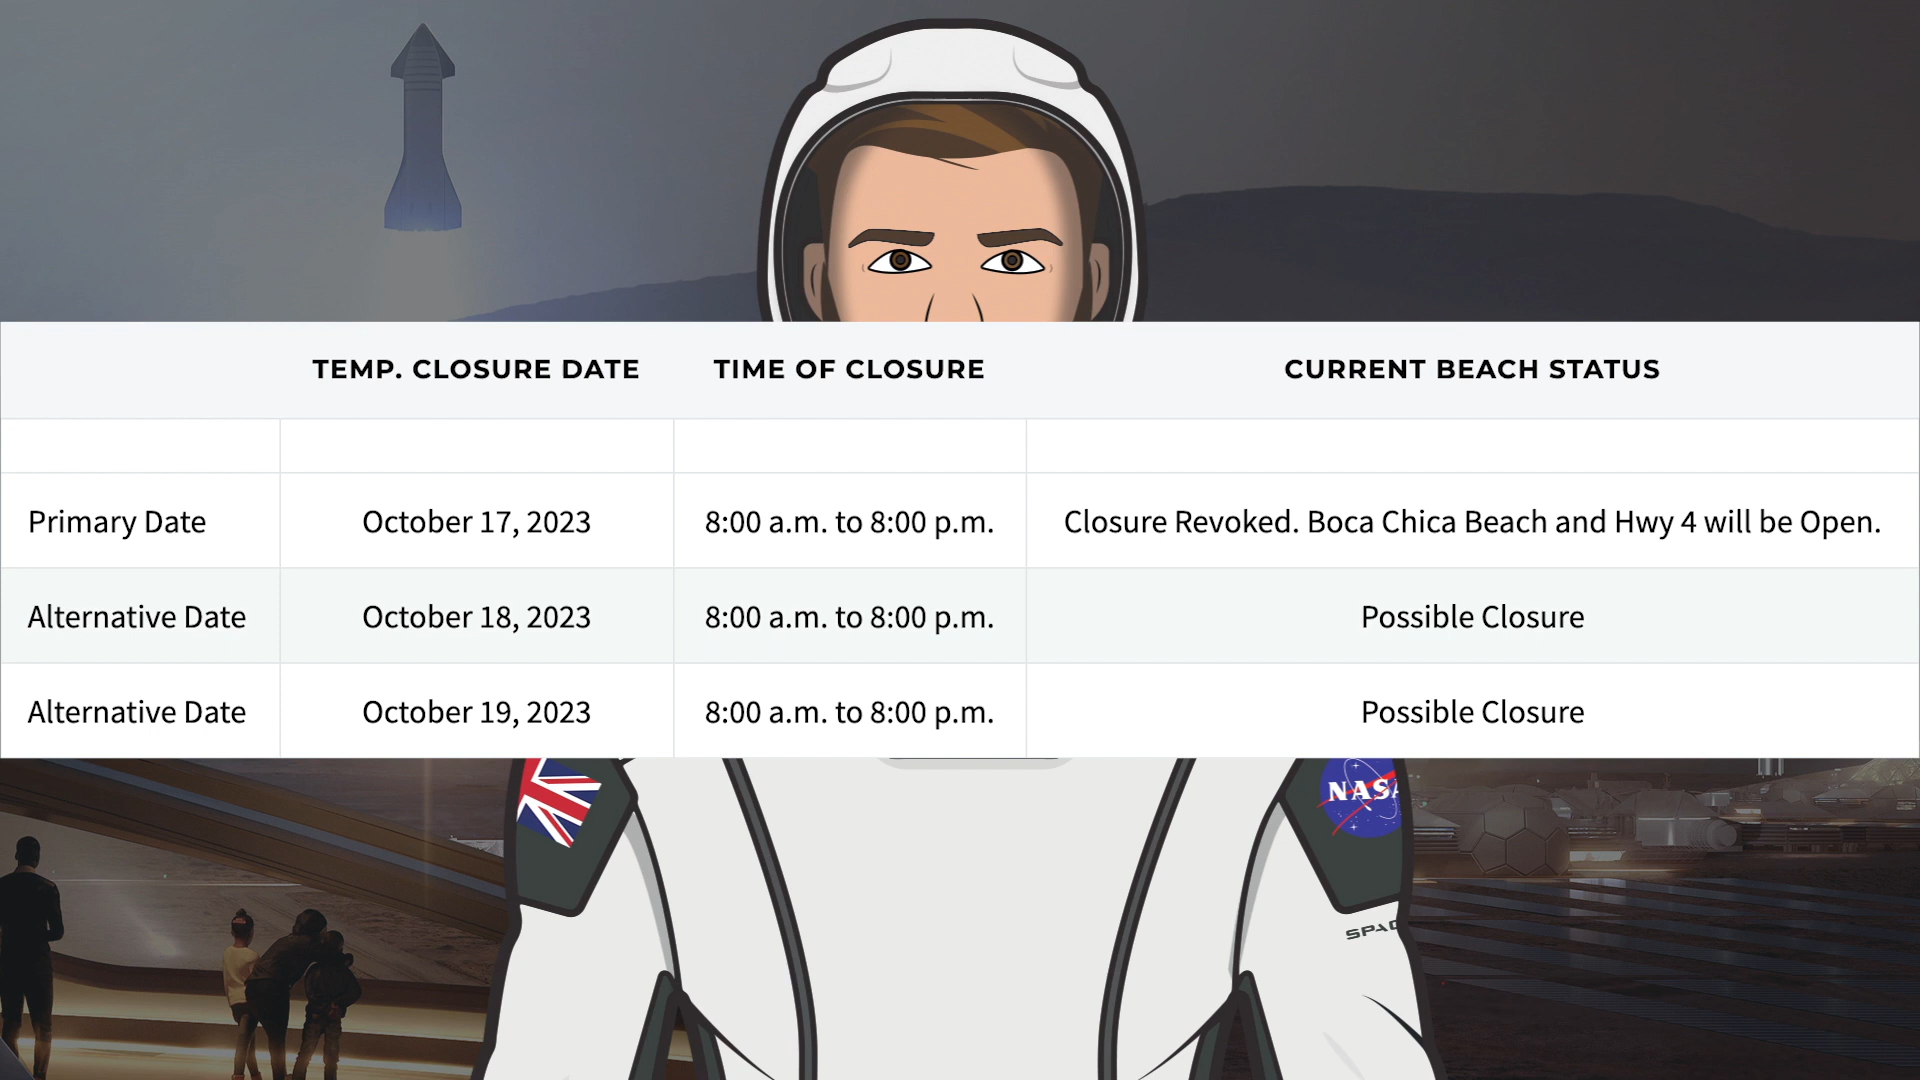 TEMP. CLOSURE DATE TIME OF CLOSURE CURRENT BEACH STATUS
Primary Date October 17, 2023 8:00 a.m. to 8:00 p.m. Closure Revoked. Boca Chica Beach and Hwy 4 will be Open.
Alternative Date October 18, 2023 8:00 a.m. to 8:00 p.m. Possible Closure
Alternative Date October 19, 2023 8:00 a.m. to 8:00 p.m. Possible Closure
NASA
SPAC